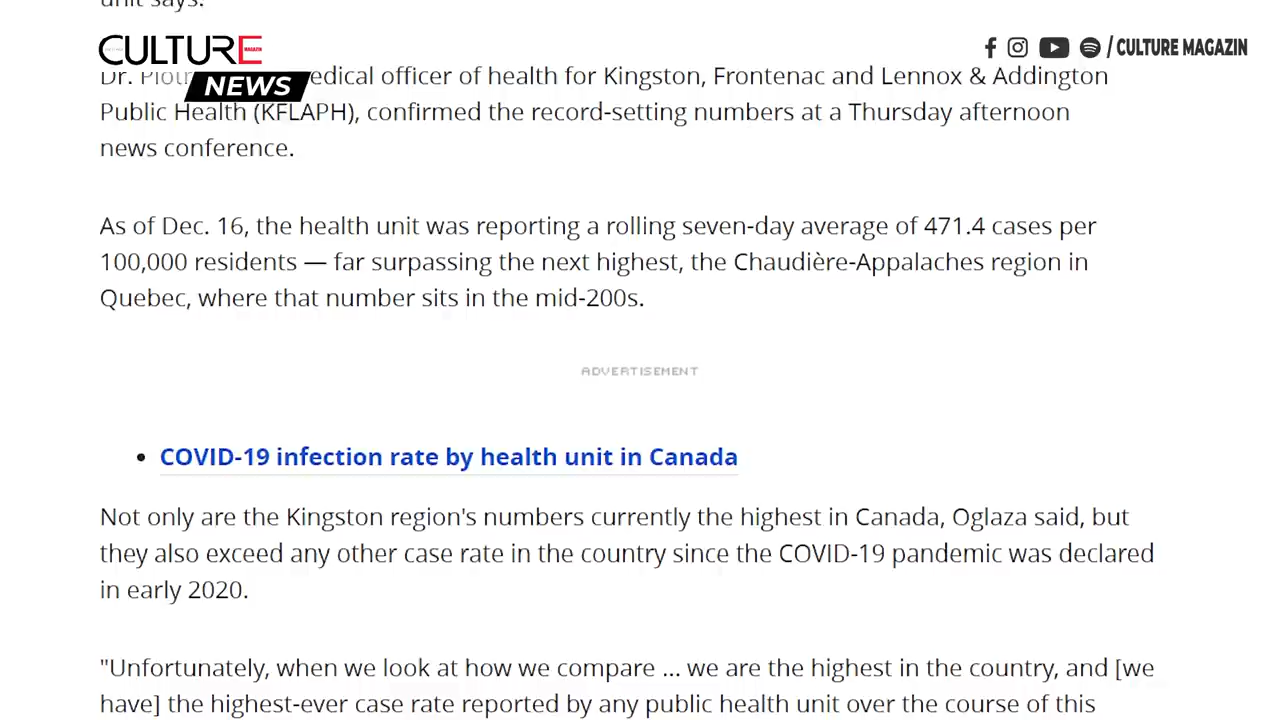 unit says.
CULTURE
MAGAZIN
NEWS
/ CULTURE MAGAZIN
Dr. Piotr edical officer of health for Kingston, Frontenac and Lennox & Addington
Public Health (KFLAPH), confirmed the record-setting numbers at a Thursday afternoon
news conference.
As of Dec. 16, the health unit was reporting a rolling seven-day average of 471.4 cases per
100,000 residents — far surpassing the next highest, the Chaudière-Appalaches region in
Quebec, where that number sits in the mid-200s.
ADVERTISEMENT
• COVID-19 infection rate by health unit in Canada
Not only are the Kingston region's numbers currently the highest in Canada, Oglaza said, but
they also exceed any other case rate in the country since the COVID-19 pandemic was declared
in early 2020.
"Unfortunately, when we look at how we compare ... we are the highest in the country, and [we
have] the highest-ever case rate reported by any public health unit over the course of this